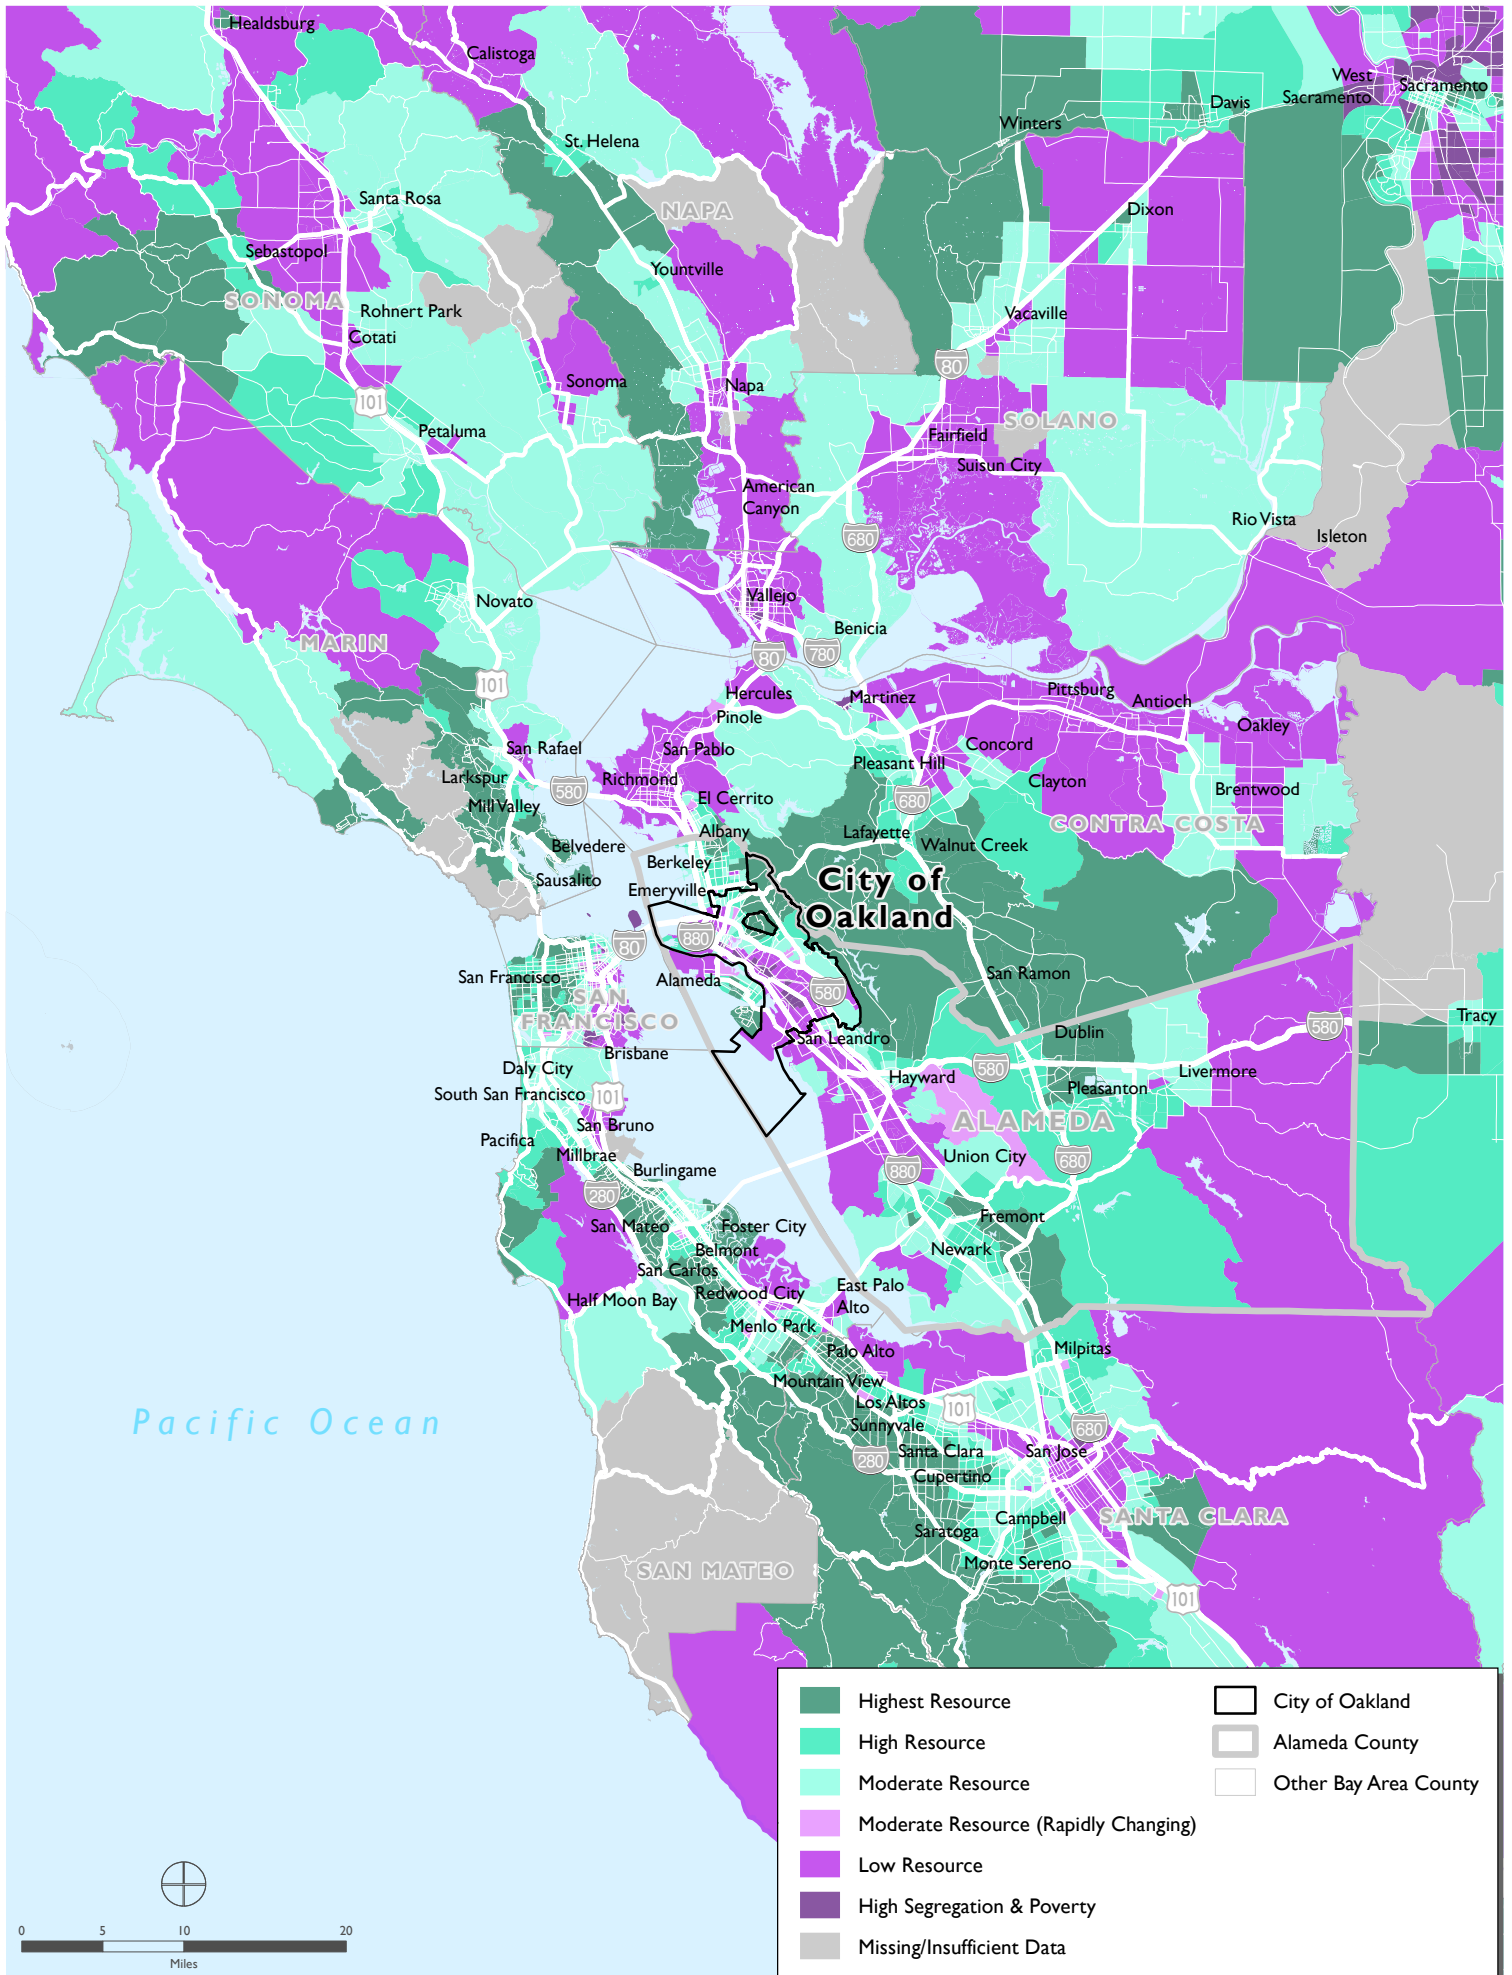 Healdsburg
Calistoga
West
Sacramento
Sacramento
Davis
Winters
St. Helena
Santa Rosa
NAPA
Dixon
Sebastopol
Yountville
SONOMA
Rohnert Park
Vacaville
Cotati
80
Sonoma
Napa
101
SOLANO
Petaluma
Fairfield
Suisun City
American
Canyon
Rio Vista
680
Isleton
Vallejo
Novato
Benicia
MARIN
80
780
101
Hercules
Martinez
Pittsburg
Antioch
Pinole
Oakley
San Rafael
San Pablo
Concord
Pleasant Hill
Larkspur
Richmond
Clayton
580
Brentwood
680
El Cerrito
Mill Valley
CONTRA COSTA
Albany
Lafayette
Walnut Creek
Belvedere
Berkeley
Sausalito
Emeryville
City of
Oakland
880
80
San Francisco
Alameda
San Ramon
580
SAN
FRANCISCO
Tracy
580
Dublin
San Leandro
Brisbane
Daly City
580
Livermore
Hayward
Pleasanton
South San Francisco
101
ALAMEDA
San Bruno
Pacifica
Millbrae
Union City
680
Burlingame
880
280
San Mateo
Foster City
Fremont
Belmont
Newark
San Carlos
East Palo
Alto
Redwood City
Half Moon Bay
Menlo Park
Palo Alto
Milpitas
Mountain View
Los Altos
101
Pacific Ocean
Sunnyvale
680
Santa Clara
San Jose
280
Cupertino
Campbell
SANTA CLARA
Saratoga
Monte Sereno
SAN MATEO
101
Highest Resource
High Resource
Moderate Resource
Moderate Resource (Rapidly Changing)
Low Resource
High Segregation & Poverty
Missing/Insufficient Data
City of Oakland
Alameda County
Other Bay Area County
0 5 10 20
Miles